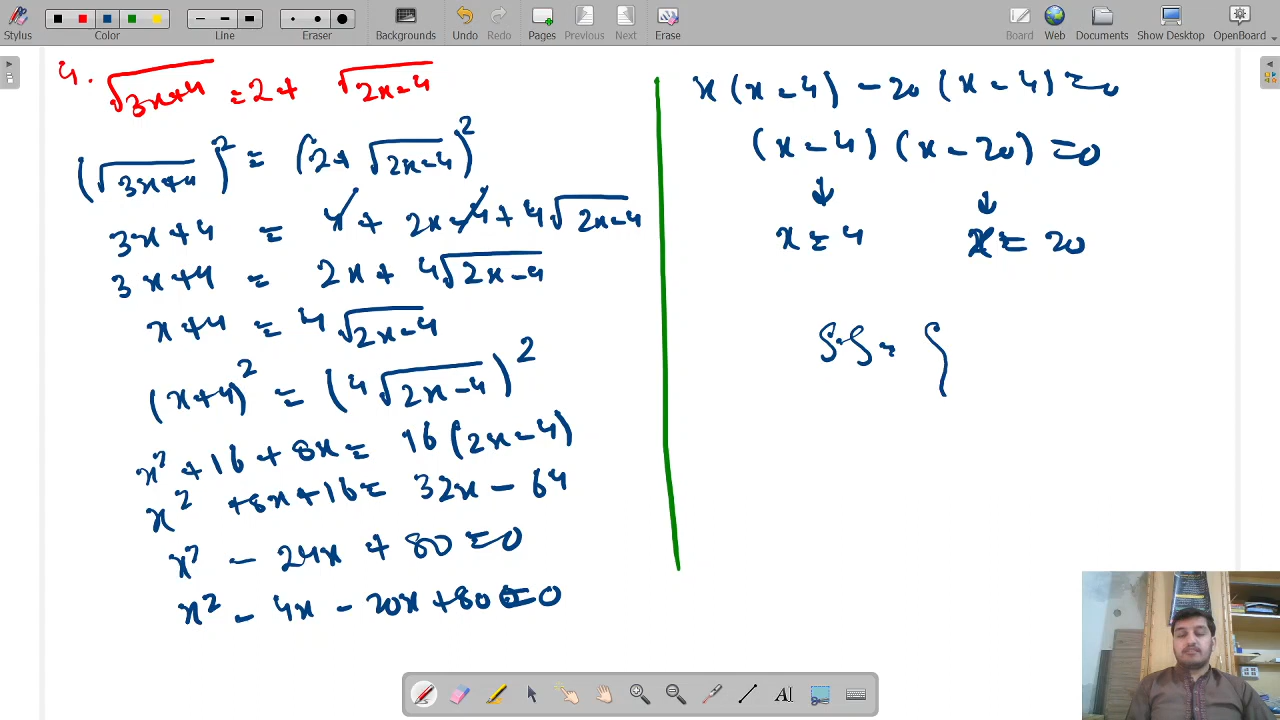 Stylus
Color
Line
Eraser
Backgrounds
Undo
Redo
Pages
Previous
Next
Erase
Board
Web
Documents
Show Desktop
OpenBoard
4. √(3x+4) = 2 + √(2x-4)
(√(3x+4))² = (2 + √(2x-4))²
3x+4 = 4 + 2x-4 + 4√(2x-4)
3x+4 = 2x + 4√(2x-4)
x+4 = 4√(2x-4)
(x+4)² = (4√(2x-4))²
x² + 16 + 8x = 16(2x-4)
x² + 8x + 16 = 32x - 64
x² - 24x + 80 = 0
x² - 4x - 20x + 80 = 0
x(x-4) - 20(x-4) = 0
(x-4) (x-20) = 0
↓ ↓
x = 4 x = 20
S.S = {